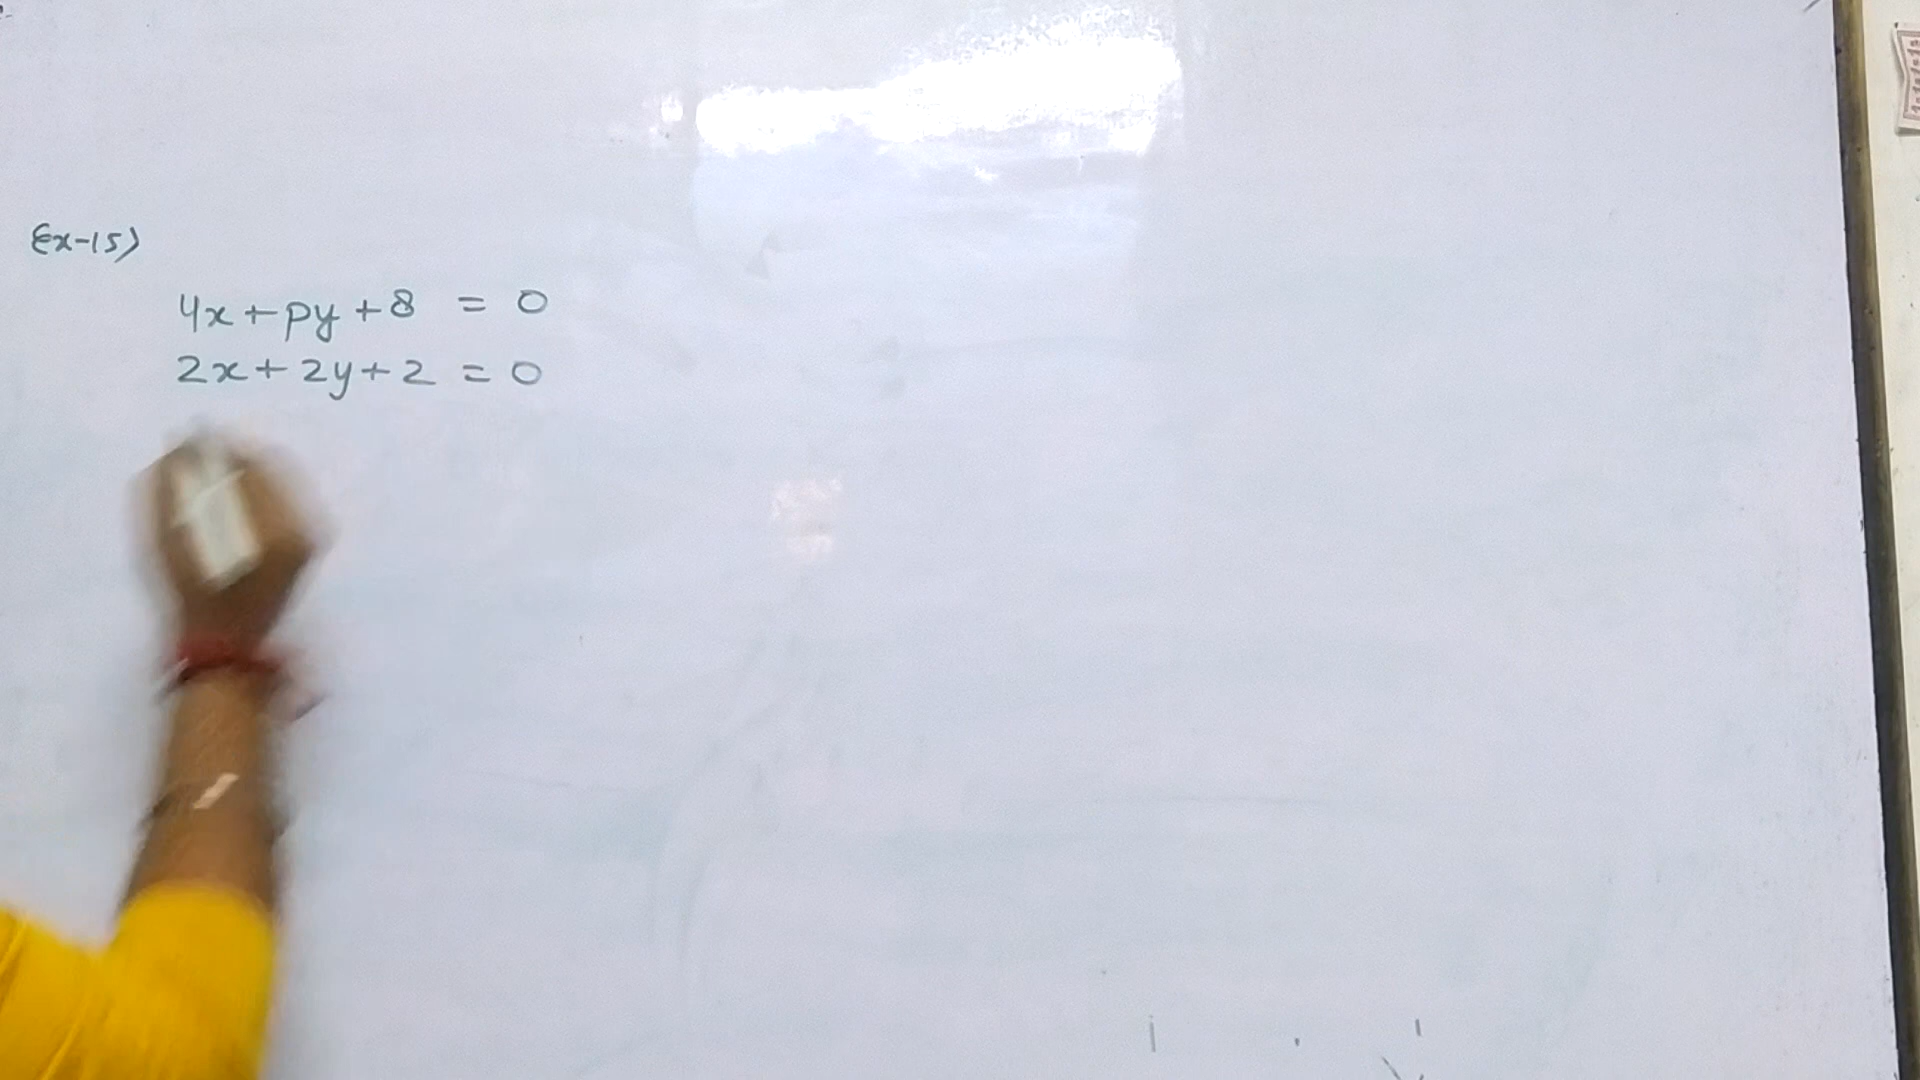 Ex-15)
4x+py+8 = 0
2x+2y+2 = 0